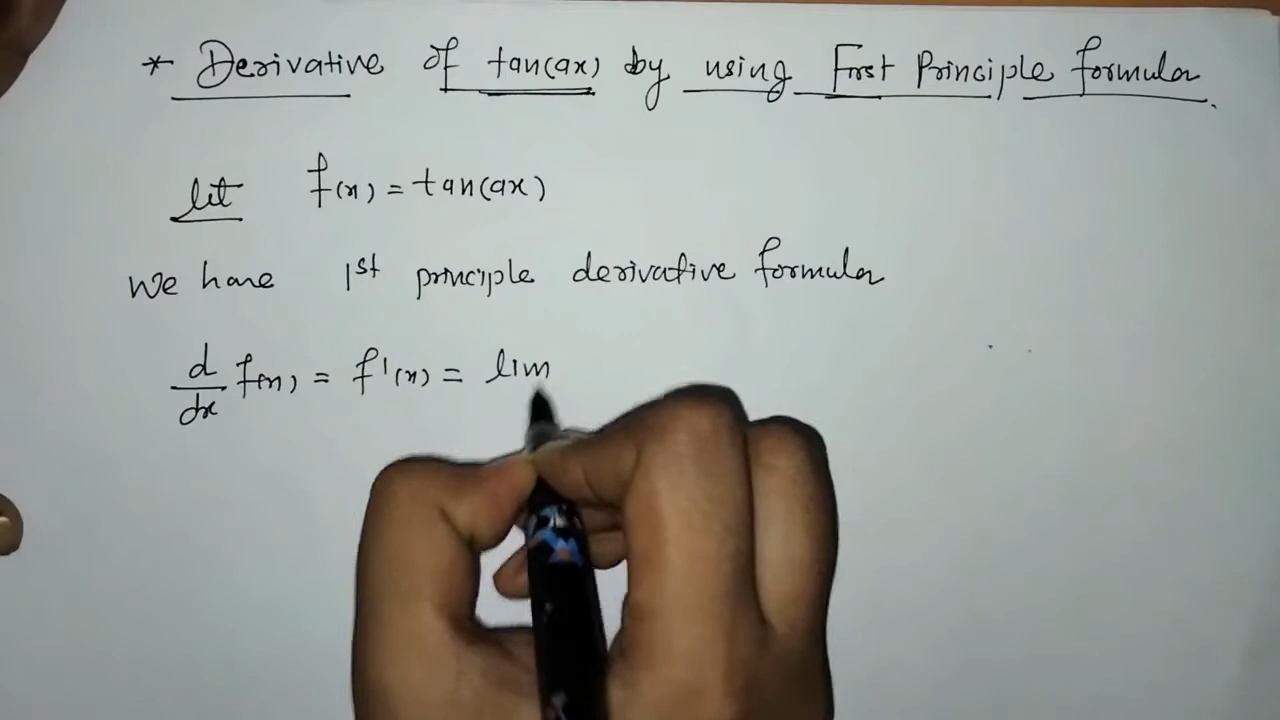 * Derivative of tan(ax) by using First Principle formula.
let f(x) = tan(ax)
We have 1st principle derivative formula
d/dx f(x) = f'(x) = lim